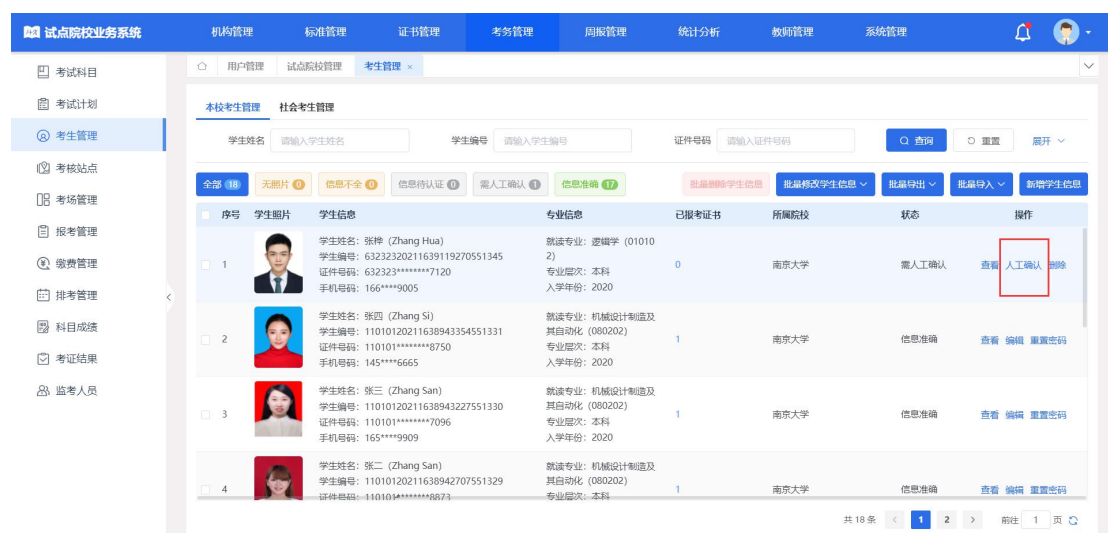 试点院校业务系统 机构管理 标准管理 证书管理 考务管理 周报管理 统计分析 教师管理 系统管理
考试科目
考试计划
考生管理
考核站点
考场管理
报考管理
缴费管理
排考管理
科目成绩
考证结果
监考人员
用户管理 试点院校管理 考生管理 ×
本校考生管理 社会考生管理
学生姓名 请输入学生姓名 学生编号 请输入学生编号 证件号码 请输入证件号码 查询 重置 展开
全部 18 无照片 0 信息不全 0 信息待认证 0 需人工确认 1 信息准确 17 批量删除学生信息 批量修改学生信息 批量导出 批量导入 新增学生信息
序号 学生照片 学生信息 专业信息 已报考证书 所属院校 状态 操作
1
学生姓名: 张桦 (Zhang Hua)
学生编号: 63232320211639119270551345
证件号码: 632323********7120
手机号码: 166****9005
就读专业: 逻辑学 (01010
2)
专业层次: 本科
入学年份: 2020
0 南京大学 需人工确认 查看 人工确认 删除
2
学生姓名: 张四 (Zhang Si)
学生编号: 11010120211638943354551331
证件号码: 110101********8750
手机号码: 145****6665
就读专业: 机械设计制造及
其自动化 (080202)
专业层次: 本科
入学年份: 2020
1 南京大学 信息准确 查看 编辑 重置密码
3
学生姓名: 张三 (Zhang San)
学生编号: 11010120211638943227551330
证件号码: 110101********7096
手机号码: 165****9909
就读专业: 机械设计制造及
其自动化 (080202)
专业层次: 本科
入学年份: 2020
1 南京大学 信息准确 查看 编辑 重置密码
4
学生姓名: 张二 (Zhang San)
学生编号: 11010120211638942707551329
证件号码: 110101********8873
就读专业: 机械设计制造及
其自动化 (080202)
专业层次: 本科
1 南京大学 信息准确 查看 编辑 重置密码
共 18 条 < 1 2 > 前往 1 页